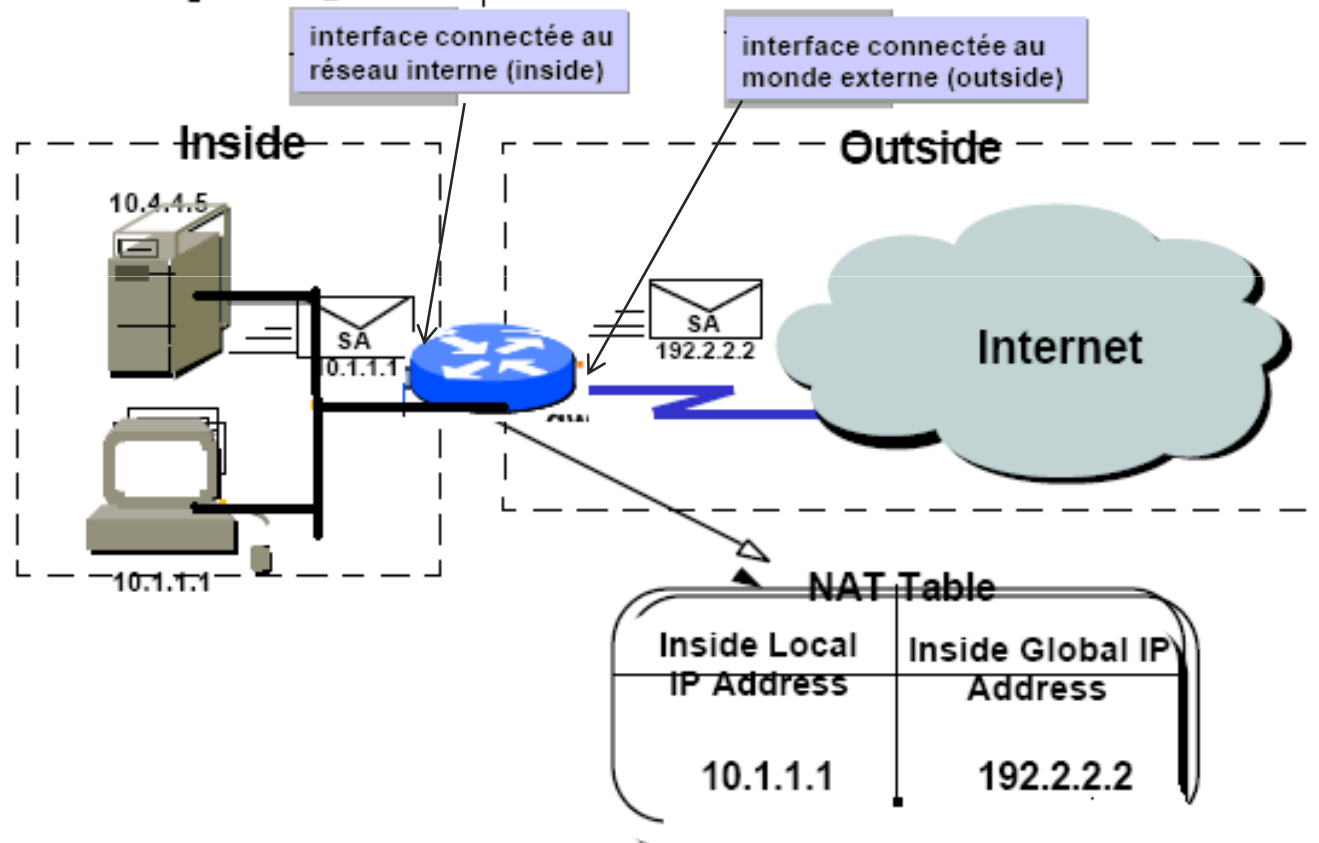 interface connectée au
réseau interne (inside)
interface connectée au
monde externe (outside)
Inside
Outside
10.4.4.5
SA
10.1.1.1
SA
192.2.2.2
Internet
10.1.1.1
NAT Table
Inside Local
IP Address
Inside Global IP
Address
10.1.1.1
192.2.2.2